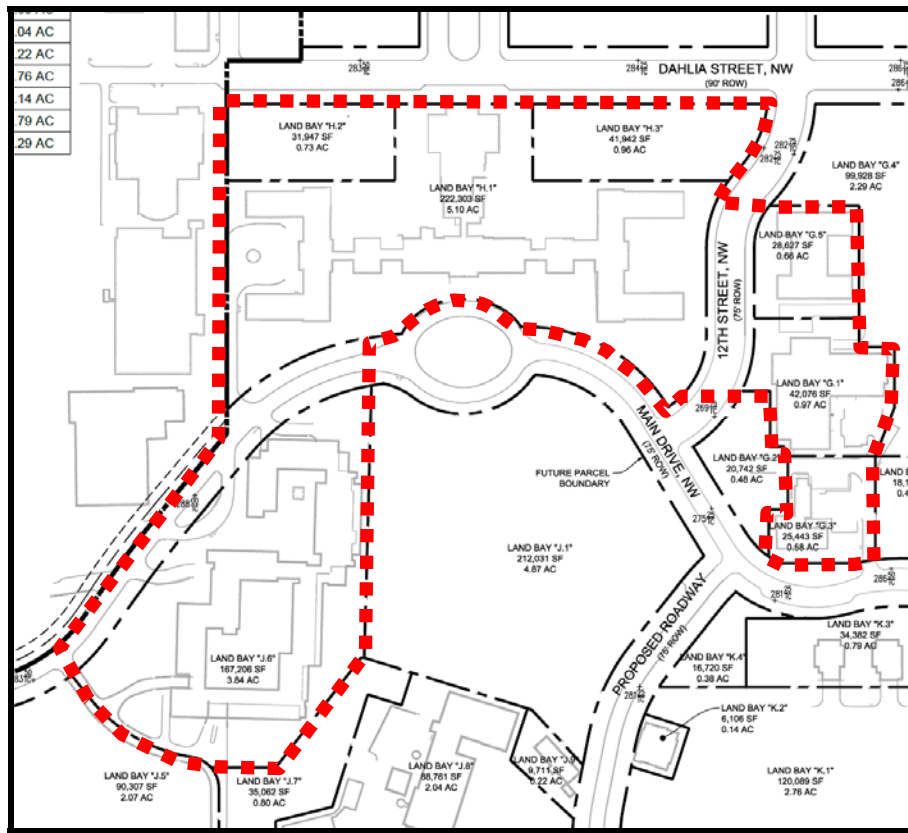 .04 AC
.22 AC
.76 AC
.14 AC
.79 AC
.29 AC
DAHLIA STREET, NW
(90' ROW)
LAND BAY "H.2"
31,947 SF
0.73 AC
LAND BAY "H.3"
41,942 SF
0.96 AC
LAND BAY "H.1"
222,303 SF
5.10 AC
LAND BAY "G.4"
99,928 SF
2.29 AC
LAND BAY "G.5"
28,627 SF
0.66 AC
12TH STREET, NW
(75' ROW)
LAND BAY "G.1"
42,076 SF
0.97 AC
MAIN DRIVE, NW
(75' ROW)
FUTURE PARCEL
BOUNDARY
LAND BAY "G.2"
20,742 SF
0.48 AC
LAND BAY "G.3"
25,443 SF
0.58 AC
LAND BAY "J.1"
212,031 SF
4.87 AC
PROPOSED ROADWAY
(75' ROW)
LAND BAY "K.3"
34,382 SF
0.79 AC
LAND BAY "K.4"
16,720 SF
0.38 AC
LAND BAY "J.6"
167,206 SF
3.84 AC
LAND BAY "K.2"
6,106 SF
0.14 AC
LAND BAY "J.5"
90,307 SF
2.07 AC
LAND BAY "J.7"
35,062 SF
0.80 AC
LAND BAY "J.8"
88,761 SF
2.04 AC
LAND BAY "J.9
9,711 SF
0.22 AC
LAND BAY "K.1"
120,089 SF
2.76 AC